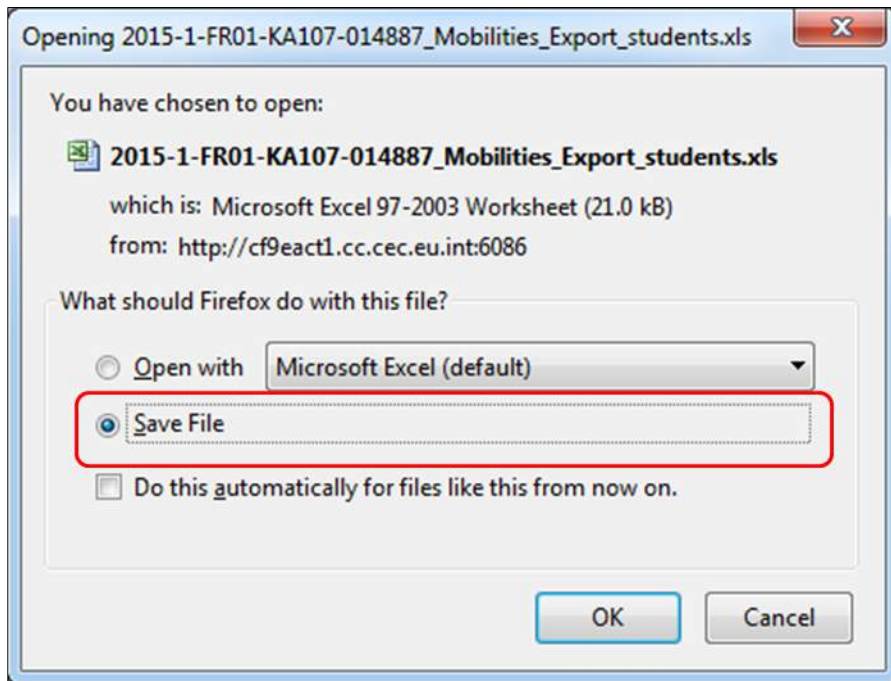 Opening 2015-1-FR01-KA107-014887_Mobilities_Export_students.xls
You have chosen to open:
2015-1-FR01-KA107-014887_Mobilities_Export_students.xls
which is: Microsoft Excel 97-2003 Worksheet (21.0 kB)
from: http://cf9eact1.cc.cec.eu.int:6086
What should Firefox do with this file?
Open with Microsoft Excel (default)
Save File
Do this automatically for files like this from now on.
OK Cancel